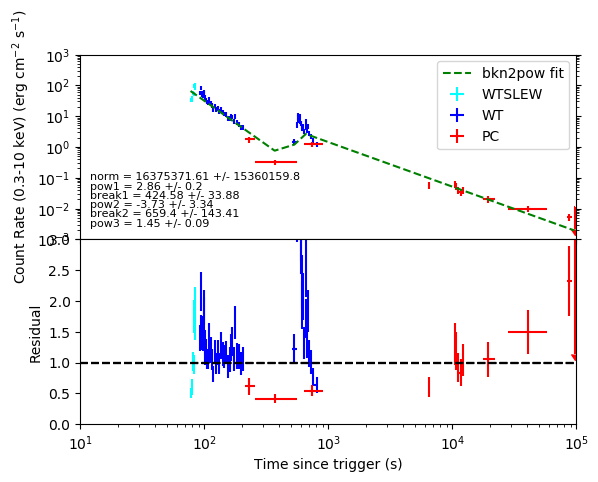 Count Rate (0.3-10 keV) (erg cm⁻² s⁻¹)
10³
10²
10¹
10⁰
10⁻¹
10⁻²
10⁻³
bkn2pow fit
WTSLEW
WT
PC
norm = 16375371.61 +/- 15360159.8
pow1 = 2.86 +/- 0.2
break1 = 424.58 +/- 33.88
pow2 = -3.73 +/- 3.34
break2 = 659.4 +/- 143.41
pow3 = 1.45 +/- 0.09
Residual
3.0
2.5
2.0
1.5
1.0
0.5
0.0
10¹ 10² 10³ 10⁴ 10⁵
Time since trigger (s)